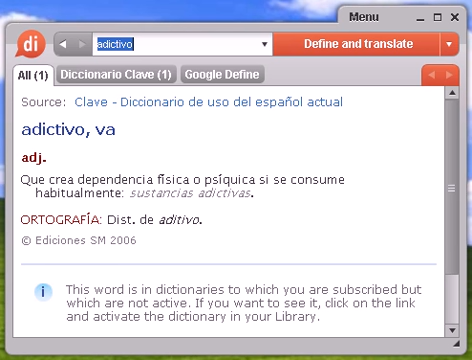 Menu
di
adictivo
Define and translate
All (1)
Diccionario Clave (1)
Google Define
Source: Clave - Diccionario de uso del español actual
adictivo, va
adj.
Que crea dependencia física o psíquica si se consume
habitualmente: sustancias adictivas.
ORTOGRAFÍA: Dist. de aditivo.
© Ediciones SM 2006
i
This word is in dictionaries to which you are subscribed but
which are not active. If you want to see it, click on the link
and activate the dictionary in your Library.